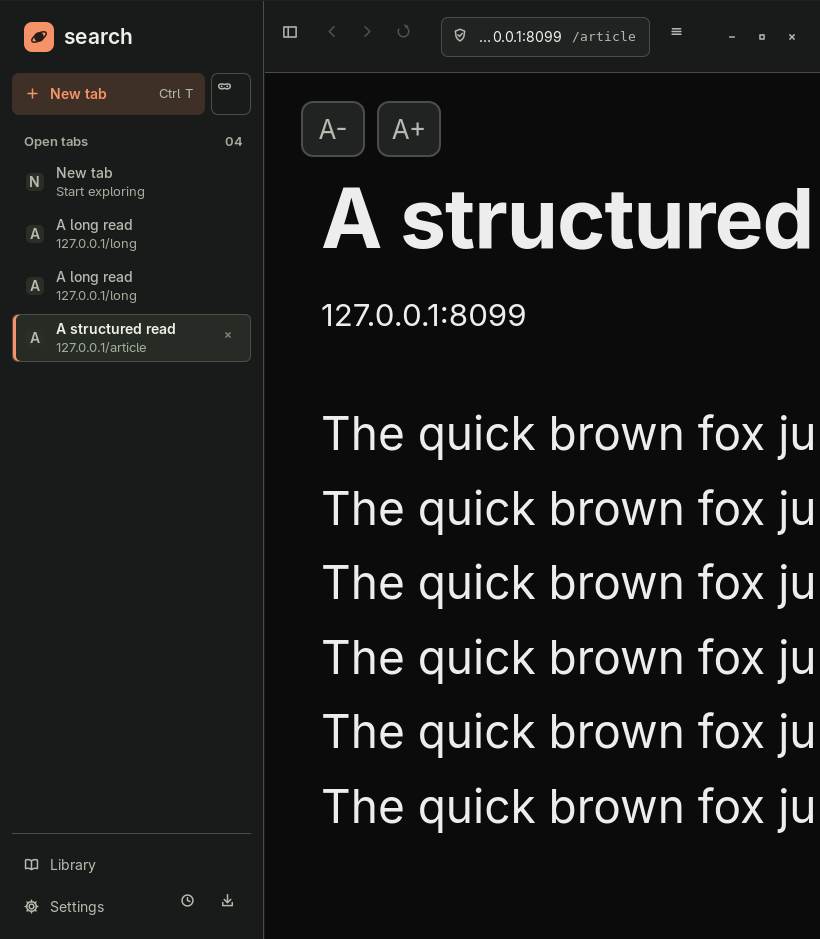 search
New tab
Ctrl T
Open tabs
04
N
New tab
Start exploring
A
A long read
127.0.0.1/long
A
A long read
127.0.0.1/long
A
A structured read
127.0.0.1/article
Library
Settings
...0.0.1:8099 /article
A- A+
A structured
127.0.0.1:8099
The quick brown fox ju
The quick brown fox ju
The quick brown fox ju
The quick brown fox ju
The quick brown fox ju
The quick brown fox ju